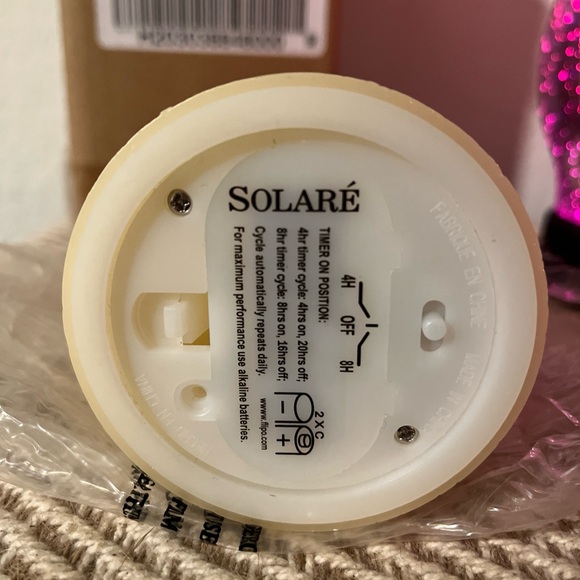 SOLARÉ
TIMER ON POSITION:
4hr timer cycle: 4hrs on, 20hrs off;
8hr timer cycle: 8hrs on, 16hrs off;
Cycle automatically repeats daily.
For maximum performance use alkaline batteries.
www.flipo.com
4H OFF 8H
2 X C
- +
FABRIQUÉ EN CHINE
MADE IN